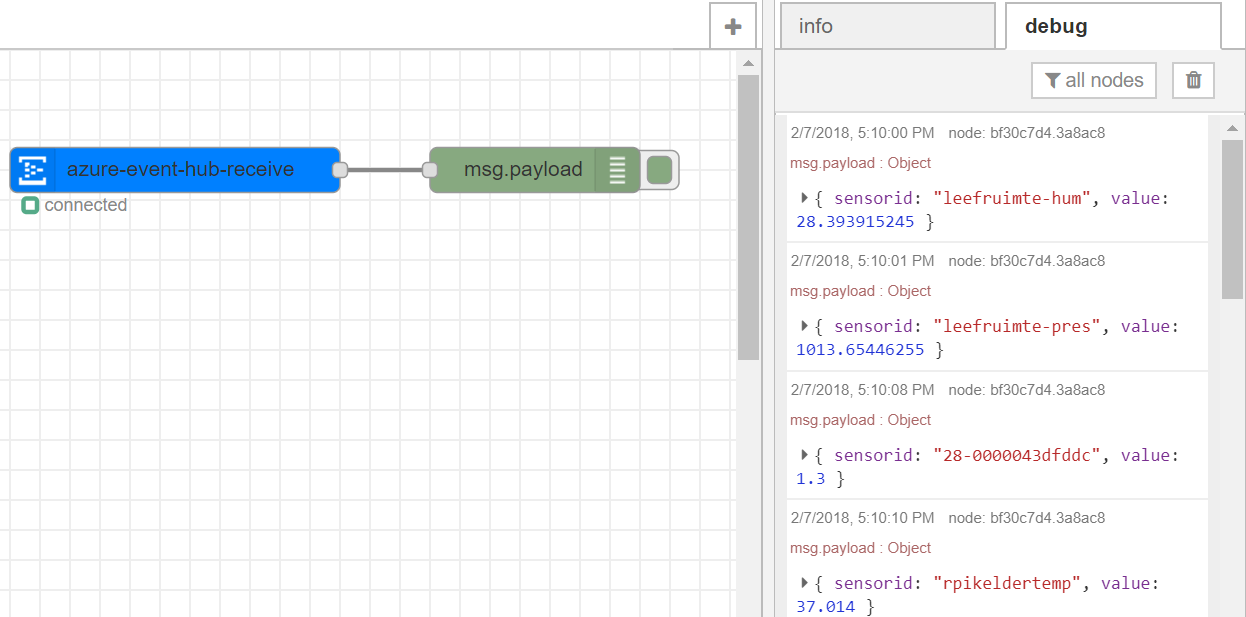 info
debug
all nodes
azure-event-hub-receive
msg.payload
connected
2/7/2018, 5:10:00 PM node: bf30c7d4.3a8ac8
msg.payload : Object
{ sensorid: "leefruimte-hum", value:
28.393915245 }
2/7/2018, 5:10:01 PM node: bf30c7d4.3a8ac8
msg.payload : Object
{ sensorid: "leefruimte-pres", value:
1013.65446255 }
2/7/2018, 5:10:08 PM node: bf30c7d4.3a8ac8
msg.payload : Object
{ sensorid: "28-0000043dfddc", value:
1.3 }
2/7/2018, 5:10:10 PM node: bf30c7d4.3a8ac8
msg.payload : Object
{ sensorid: "rpikeldertemp", value:
37.014 }